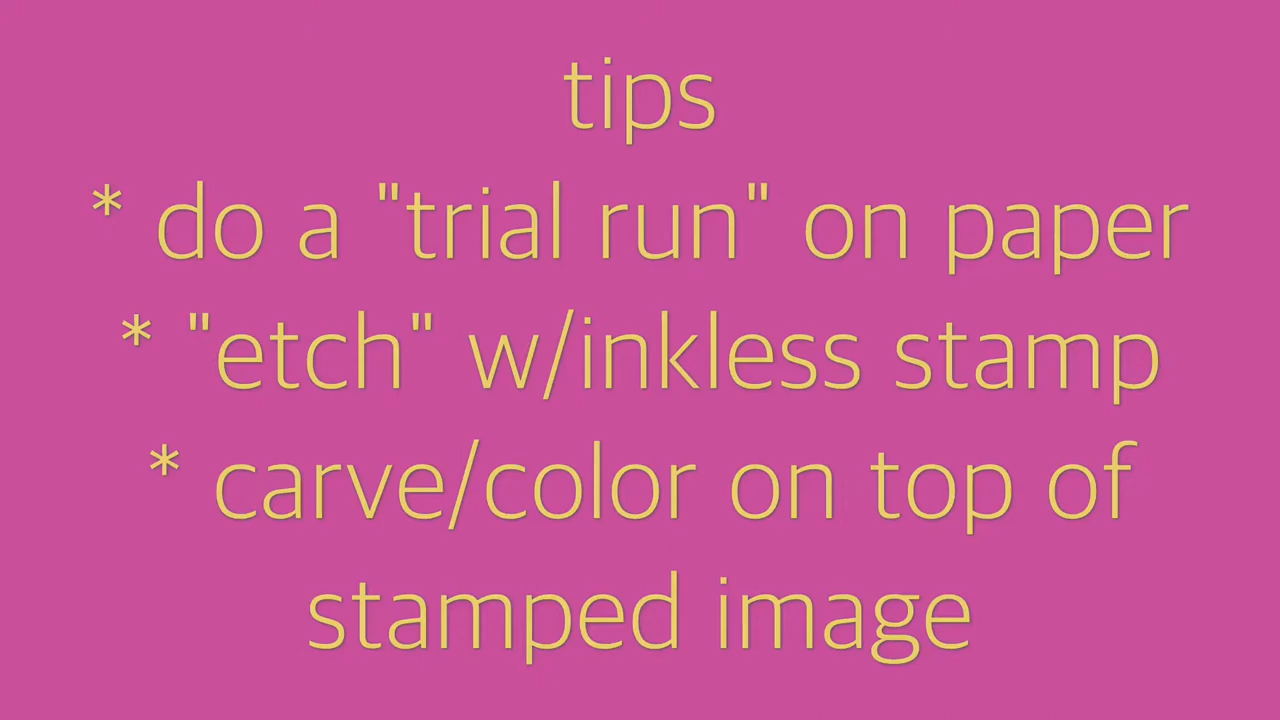 tips
* do a "trial run" on paper
* "etch" w/inkless stamp
* carve/color on top of
stamped image